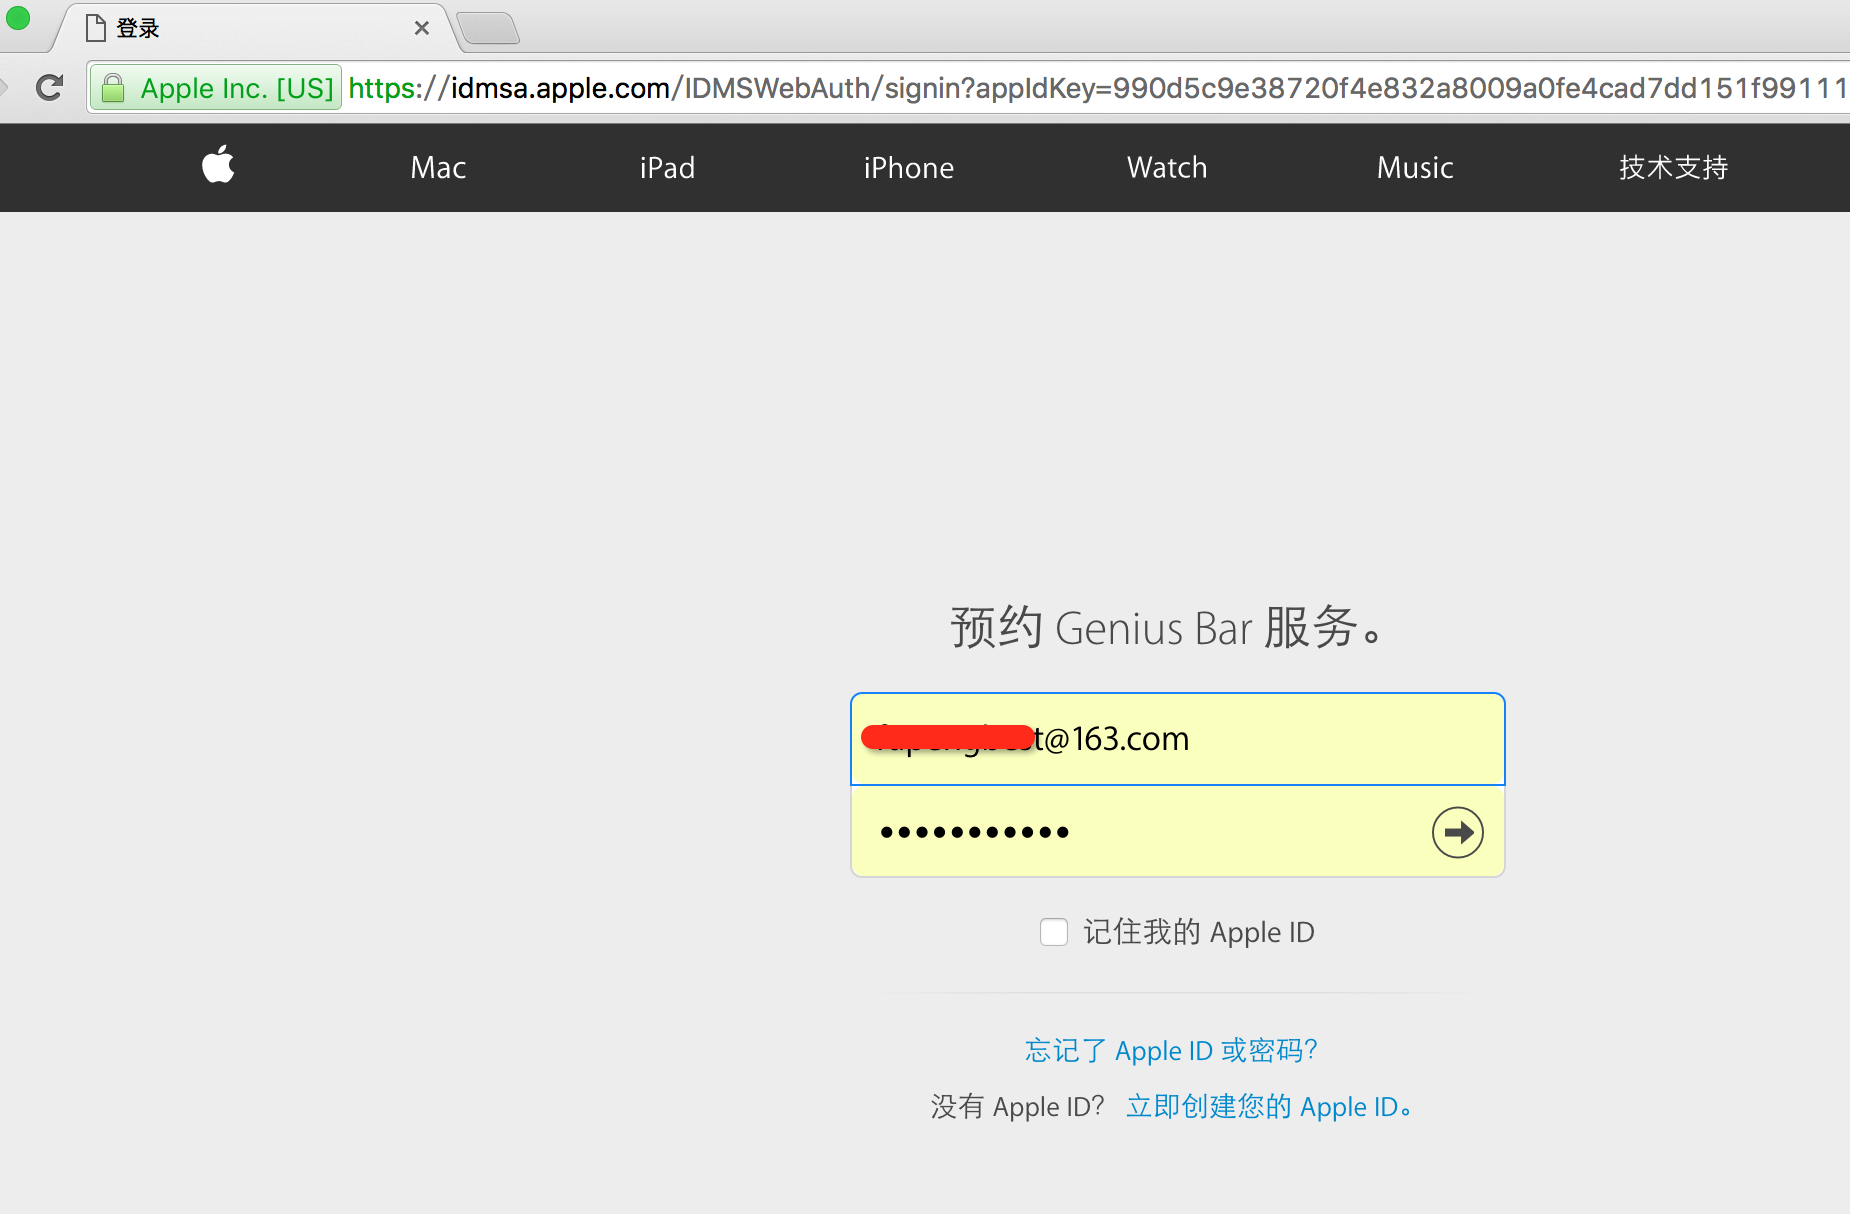 登录
Apple Inc. [US] https://idmsa.apple.com/IDMSWebAuth/signin?appIdKey=990d5c9e38720f4e832a8009a0fe4cad7dd151f99111
Mac iPad iPhone Watch Music 技术支持
预约 Genius Bar 服务。
t@163.com
•••••••••••
记住我的 Apple ID
忘记了 Apple ID 或密码?
没有 Apple ID? 立即创建您的 Apple ID。